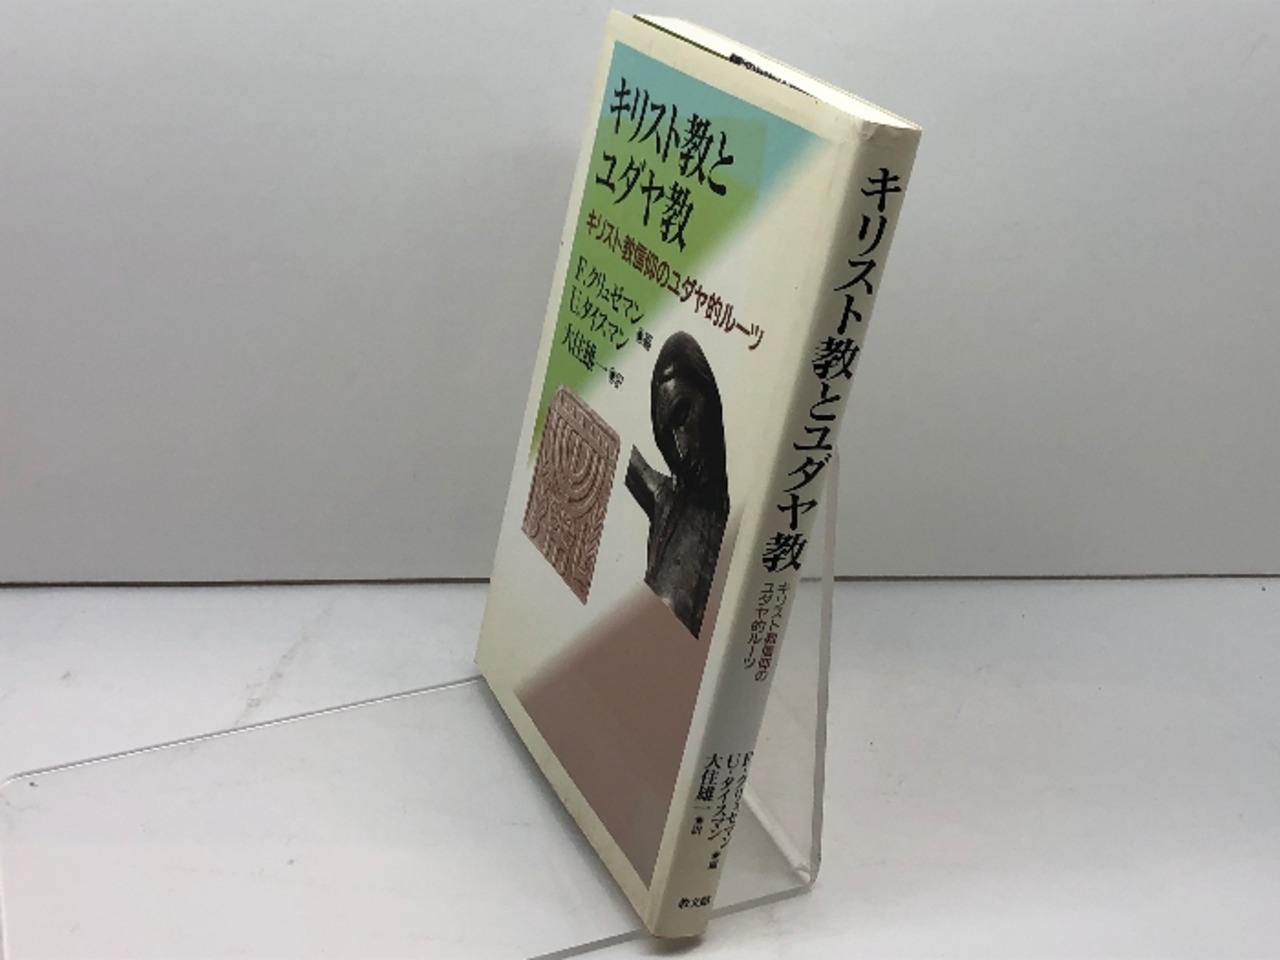 キリスト教と
ユダヤ教
キリスト教信仰のユダヤ的ルーツ
F.クリュゼマン
U.タイスマン
編
大住雄一
訳
キリスト教とユダヤ教
キリスト教信仰の
ユダヤ的ルーツ
F・クリュゼマン
U・タイスマン
編
大住雄一
訳
教文館